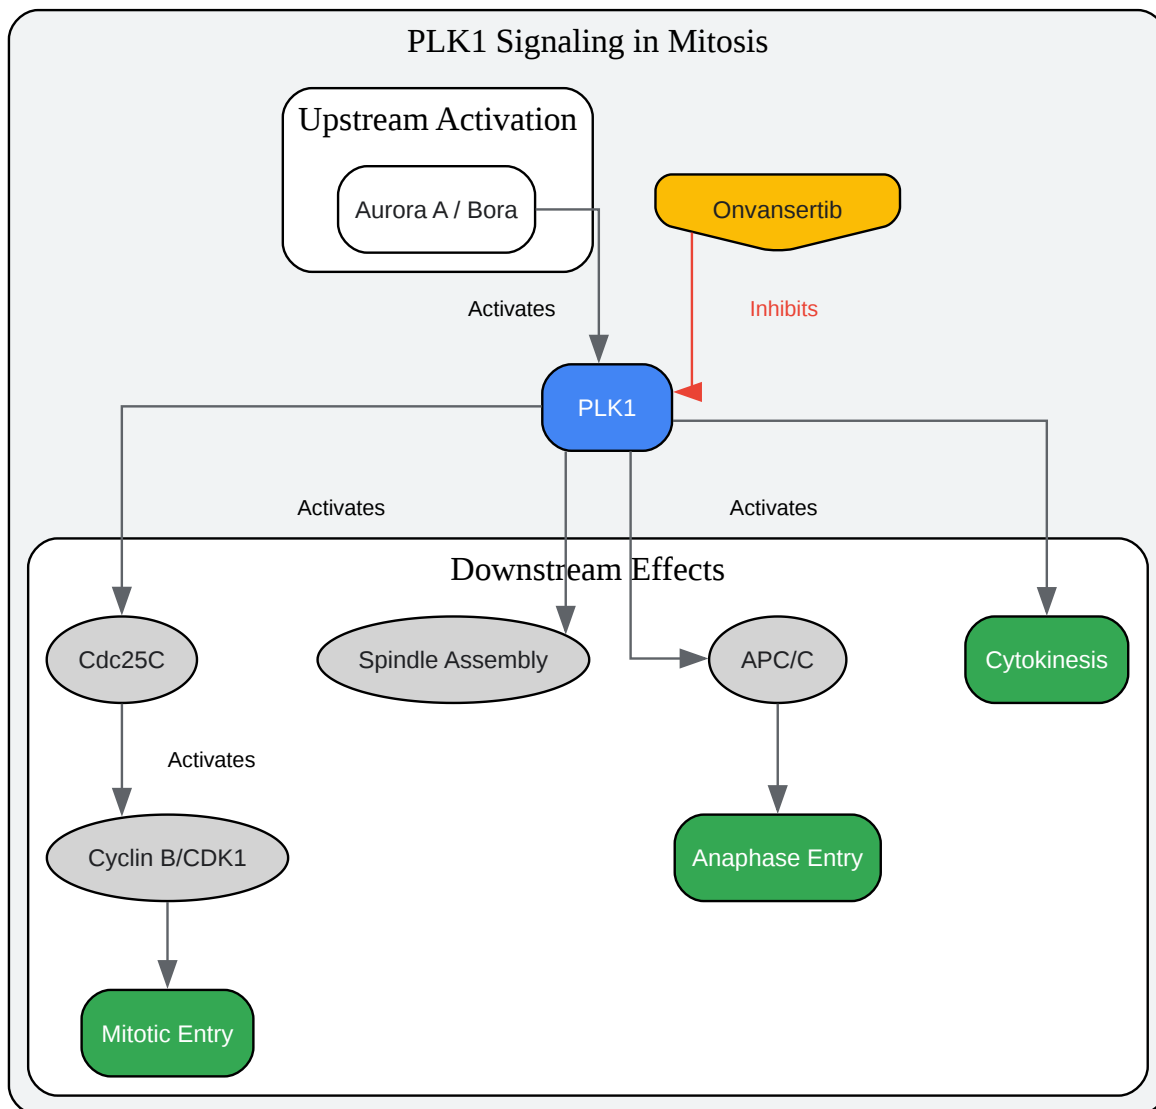 PLK1 Signaling in Mitosis
Upstream Activation
Aurora A / Bora
Onvansertib
Activates
Inhibits
PLK1
Activates
Activates
Downstream Effects
Cdc25C
Spindle Assembly
APC/C
Cytokinesis
Activates
Cyclin B/CDK1
Anaphase Entry
Mitotic Entry